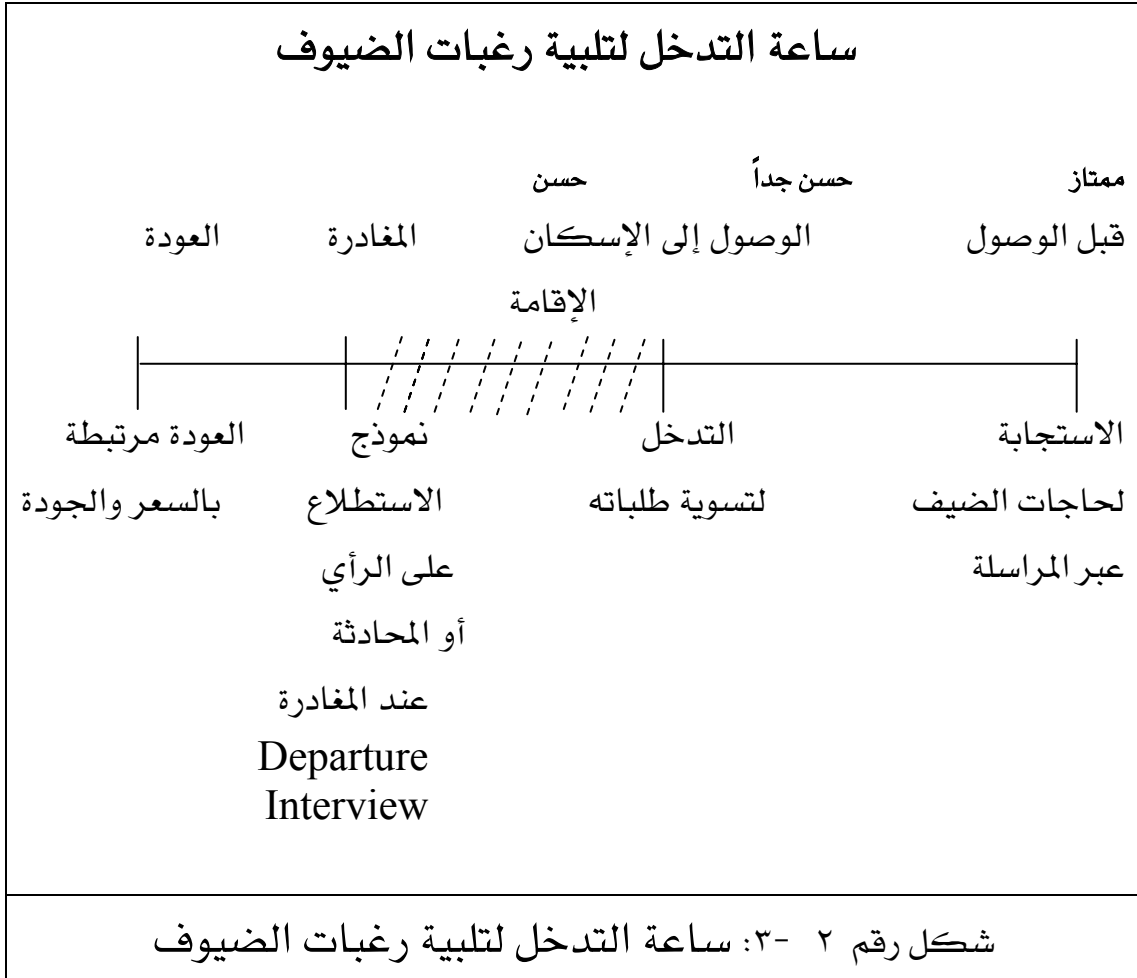 ساعة التدخل لتلبية رغبات الضيوف
ممتاز حسن جداً حسن
قبل الوصول الوصول إلى الإسكان المغادرة العودة
الإقامة
الاستجابة التدخل نموذج العودة مرتبطة
لحاجات الضيف لتسوية طلباته الاستطلاع بالسعر والجودة
عبر المراسلة على الرأي
أو المحادثة
عند المغادرة
Departure
Interview
شكل رقم ٢ -٣: ساعة التدخل لتلبية رغبات الضيوف